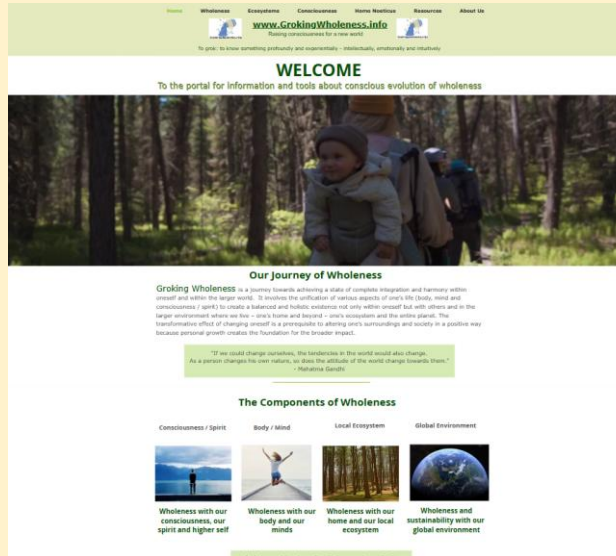 Home Wholeness Ecosystems Consciousness Homo Noeticus Resources About Us
www.GrokingWholeness.info
Raising consciousness for a new world
To grok: to know something profoundly and experientially – intellectually, emotionally and intuitively
WELCOME
To the portal for information and tools about conscious evolution of wholeness
Our Journey of Wholeness
Groking Wholeness is a journey towards achieving a state of complete integration and harmony within
oneself and within the larger world. It involves the unification of various aspects of one's life (body, mind and
consciousness / spirit) to create a balanced and holistic evidence not only within oneself but with others and in the
larger environment where we live – one's home and beyond – one's ecosystem and the entire planet. The
transformative effect of changing oneself is a prerequisite to altering one's surroundings and society in a positive way
because personal growth creates the foundation for the broader impact.
"If we could change ourselves, the tendencies in the world would also change.
As a person changes his own nature, so does the attitude of the world change towards them."
- Mahatma Gandhi
The Components of Wholeness
Consciousness / Spirit Body / Mind Local Ecosystem Global Environment
Wholeness with our
consciousness, our
spirit and higher self
Wholeness with our
body and our
minds
Wholeness with our
home and our local
ecosystem
Wholeness and
sustainability with our
global environment